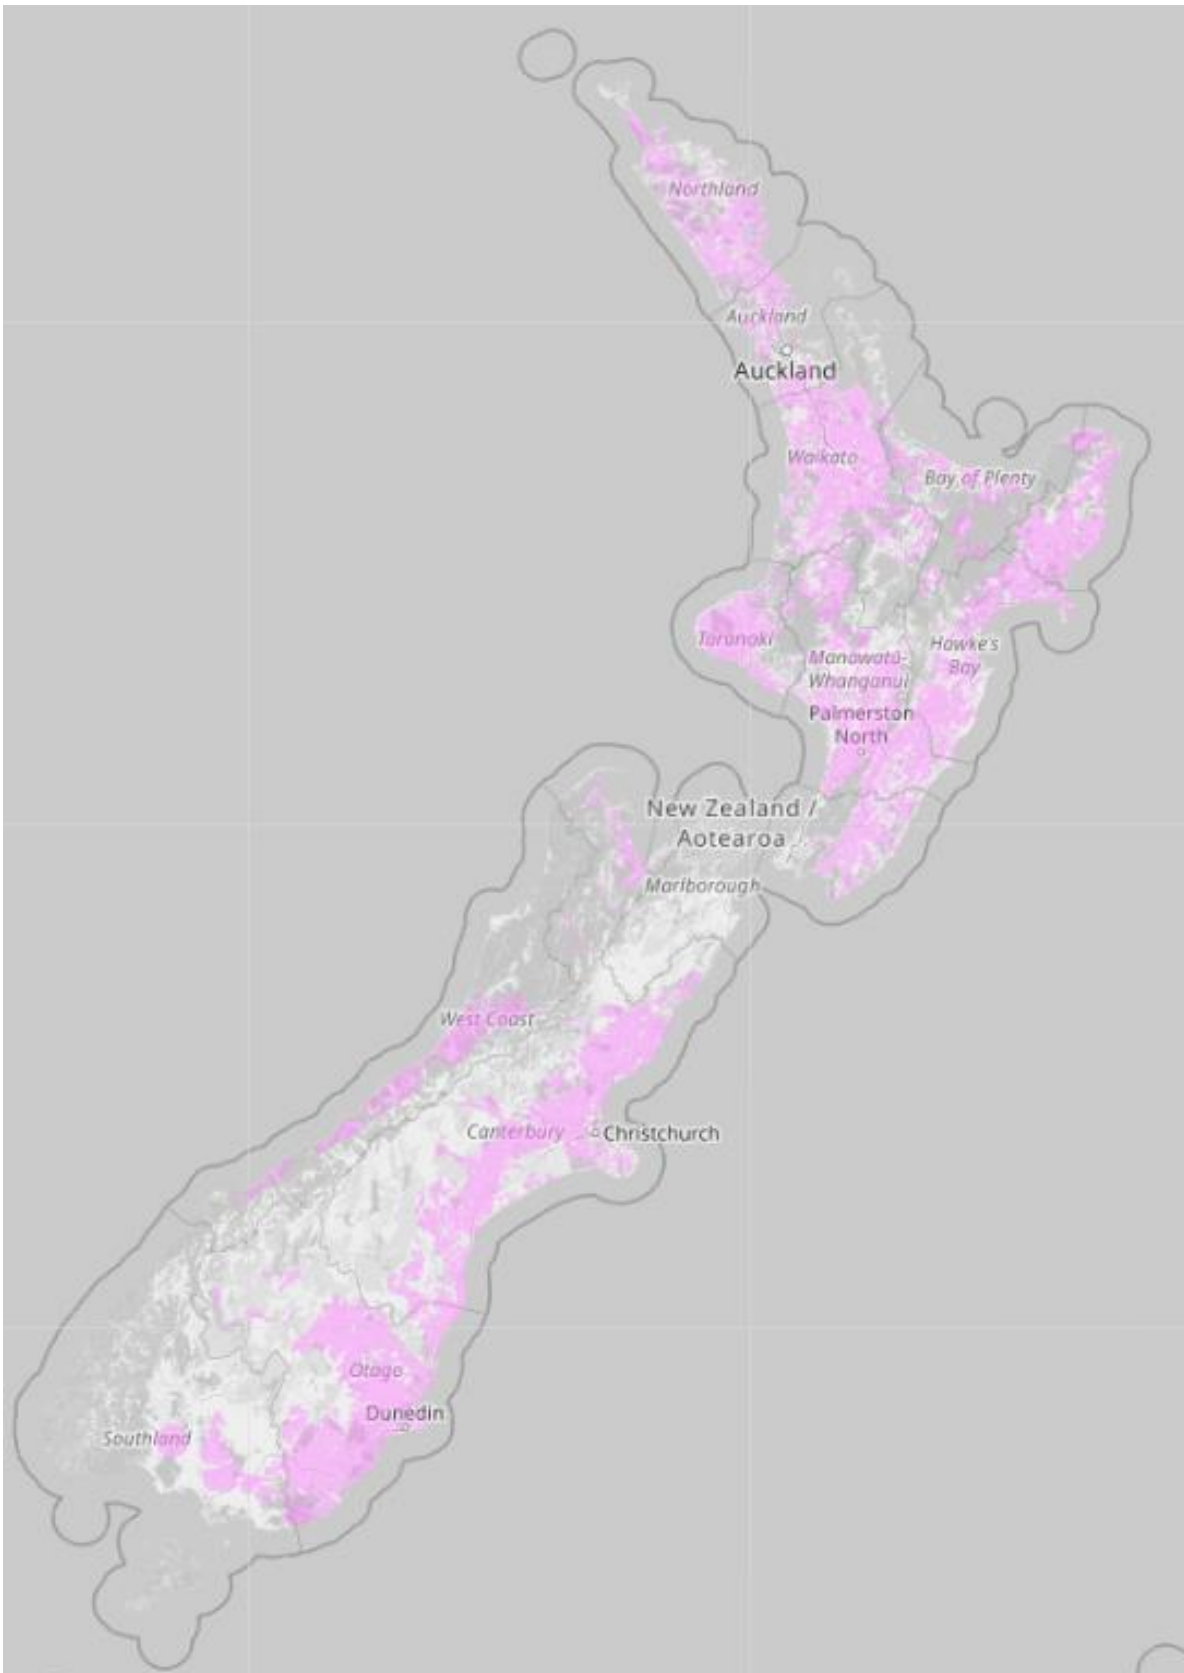 Northland
Auckland
Auckland
Waikato
Bay of Plenty
Taranaki
Manawatū-
Whanganui
Hawke's
Bay
Palmerston
North
New Zealand /
Aotearoa
Marlborough
West Coast
Canterbury
Christchurch
Otago
Dunedin
Southland